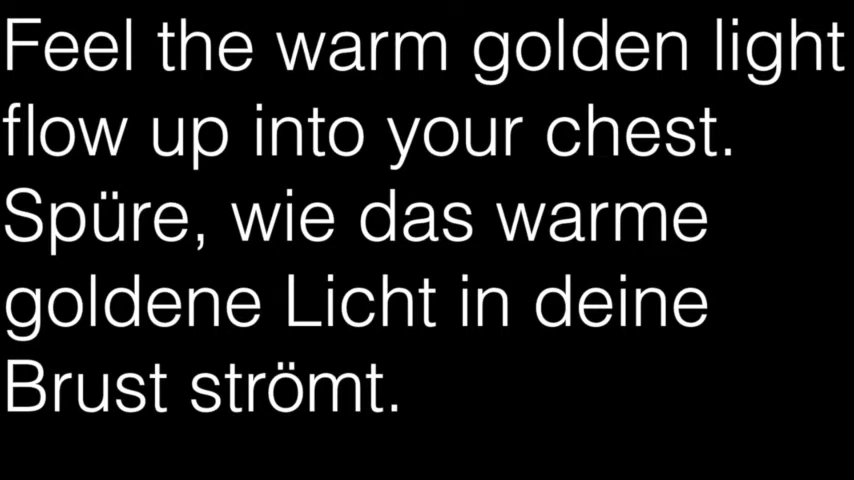 Feel the warm golden light
flow up into your chest.
Spüre, wie das warme
goldene Licht in deine
Brust strömt.